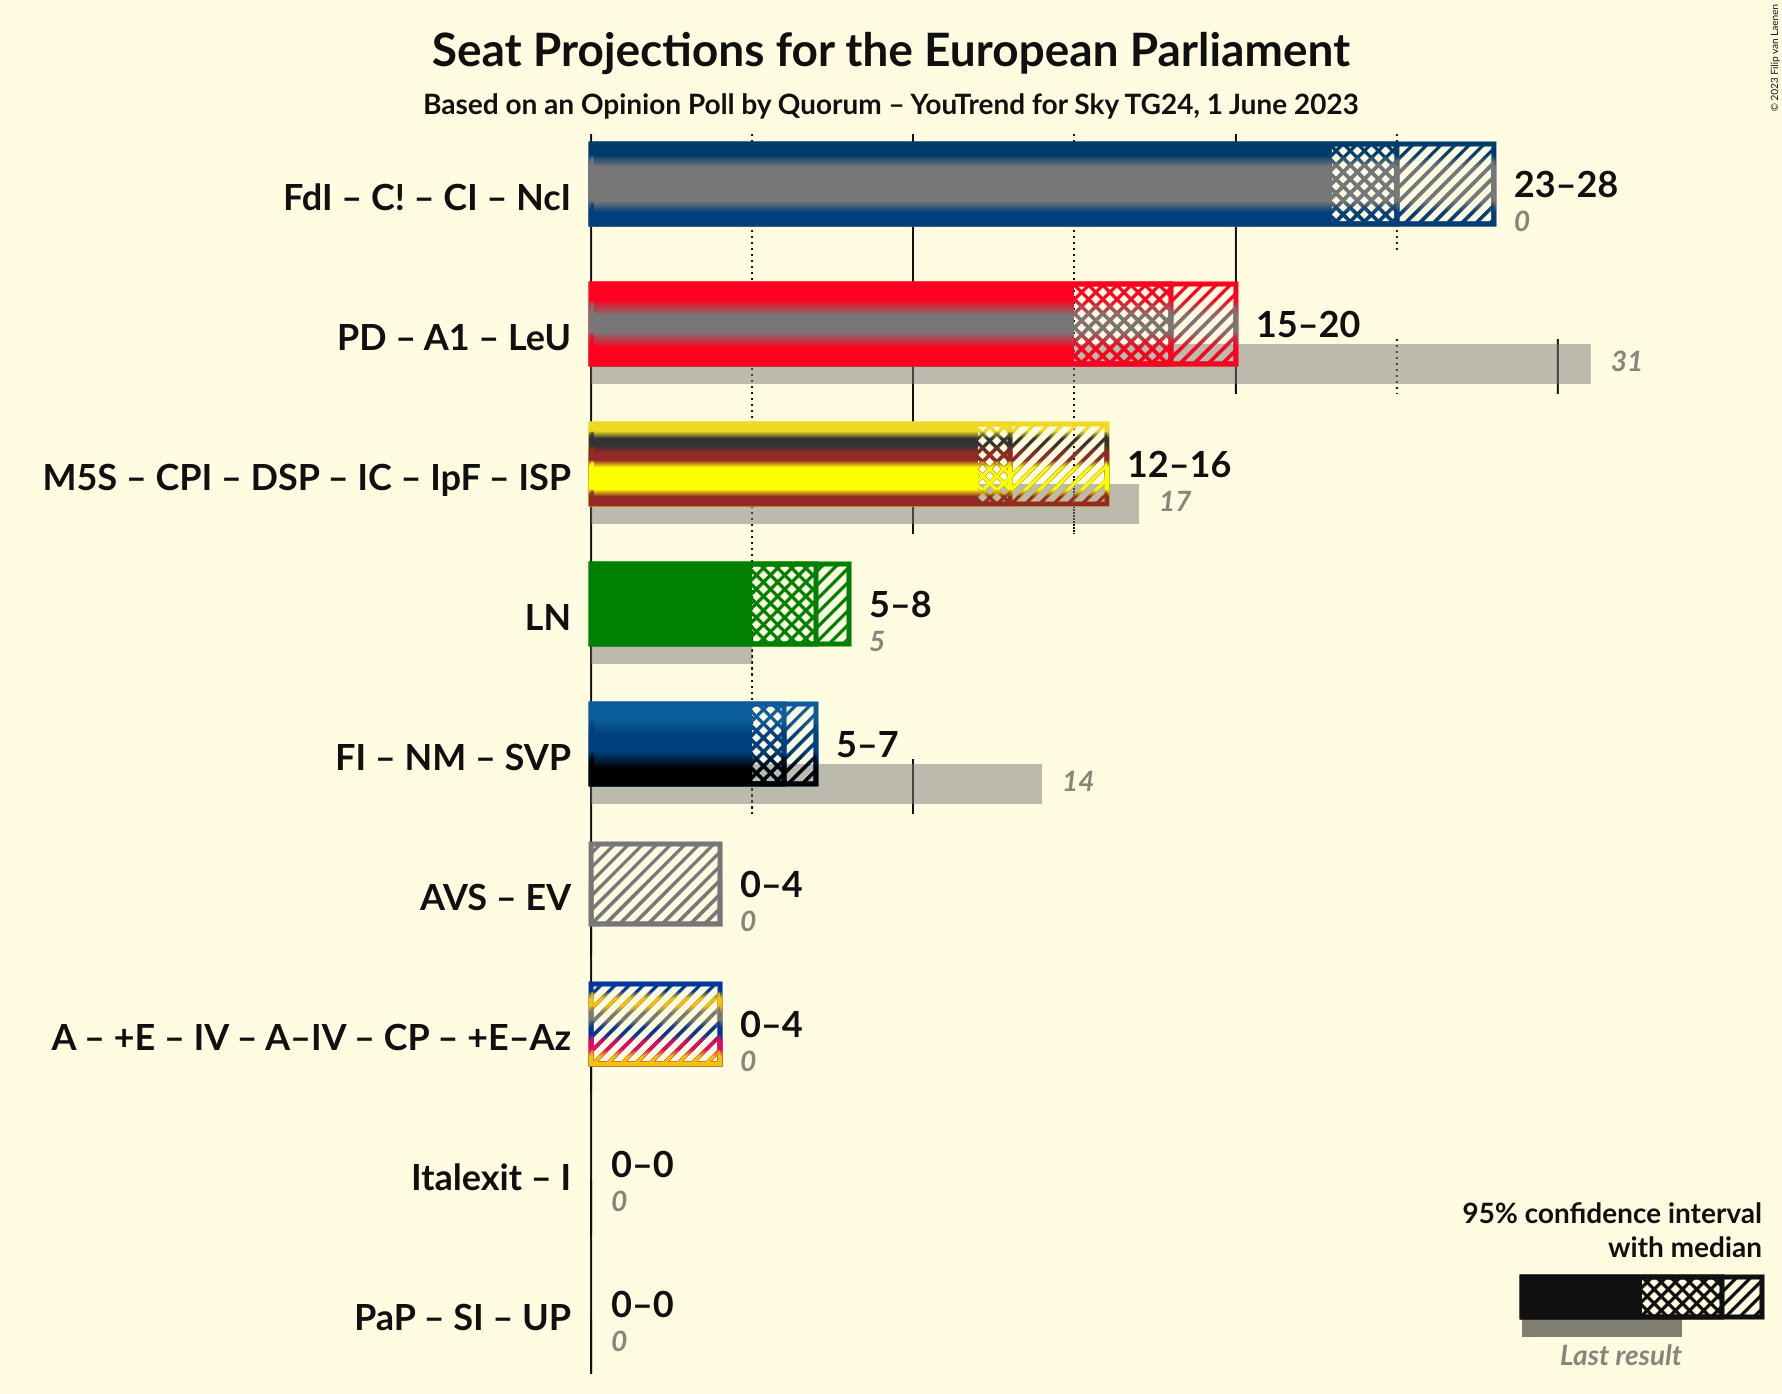 Seat Projections for the European Parliament
Based on an Opinion Poll by Quorum – YouTrend for Sky TG24, 1 June 2023
© 2023 Filip van Laenen
FdI – C! – CI – NcI
23–28
0
PD – A1 – LeU
15–20
31
M5S – CPI – DSP – IC – IpF – ISP
12–16
17
LN
5–8
5
FI – NM – SVP
5–7
14
AVS – EV
0–4
0
A – +E – IV – A–IV – CP – +E–Az
0–4
0
Italexit – I
0–0
0
PaP – SI – UP
0–0
0
95% confidence interval
with median
Last result